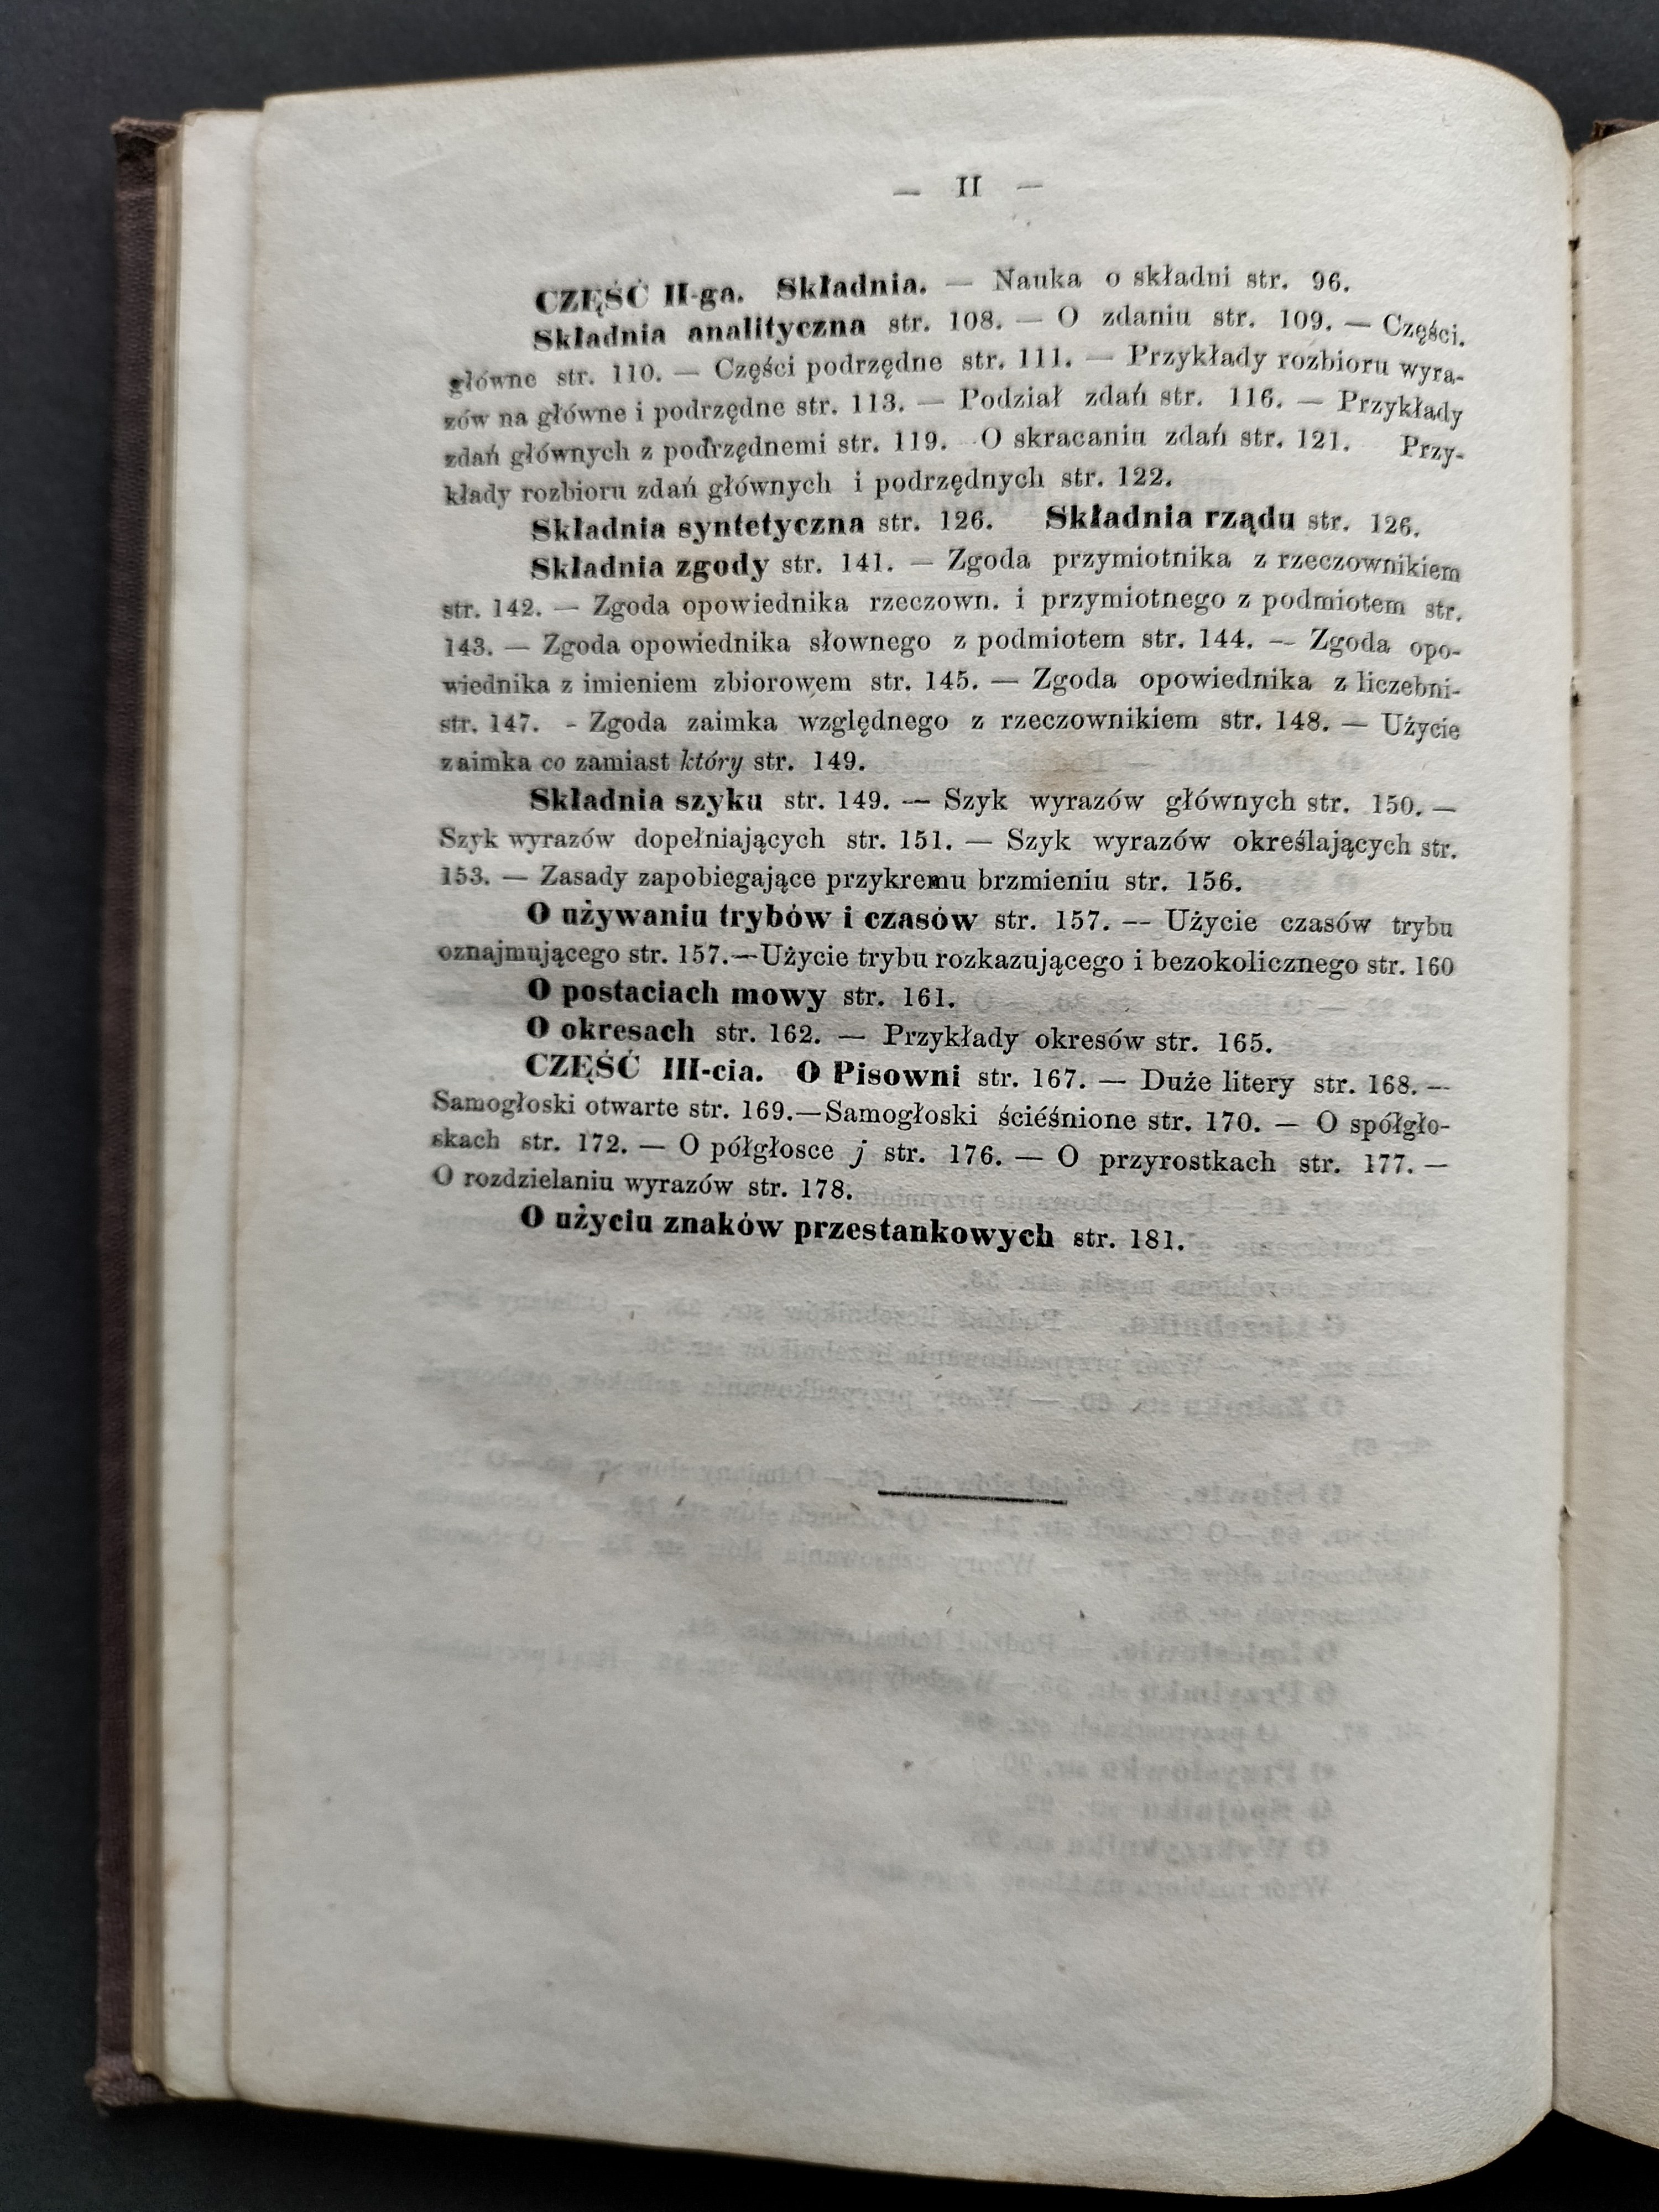 — II —
CZĘŚĆ II-ga. Składnia. — Nauka o składni str. 96.
Składnia analityczna str. 108. — O zdaniu str. 109. — Części.
główne str. 110. — Części podrzędne str. 111. — Przykłady rozbioru wyra-
zów na główne i podrzędne str. 113. — Podział zdań str. 116. — Przykłady
zdań głównych z podrzędnemi str. 119. - O skracaniu zdań str. 121. Przy-
kłady rozbioru zdań głównych i podrzędnych str. 122.
Składnia syntetyczna str. 126. Składnia rządu str. 126.
Składnia zgody str. 141. — Zgoda przymiotnika z rzeczownikiem
str. 142. — Zgoda opowiednika rzeczown. i przymiotnego z podmiotem str.
143. — Zgoda opowiednika słownego z podmiotem str. 144. — Zgoda opo-
wiednika z imieniem zbiorowem str. 145. — Zgoda opowiednika z liczebni-
str. 147. - Zgoda zaimka względnego z rzeczownikiem str. 148. — Użycie
zaimka co zamiast który str. 149.
Składnia szyku str. 149. — Szyk wyrazów głównych str. 150. —
Szyk wyrazów dopełniających str. 151. — Szyk wyrazów określających str.
153. — Zasady zapobiegające przykremu brzmieniu str. 156.
O używaniu trybów i czasów str. 157. — Użycie czasów trybu
oznajmującego str. 157.—Użycie trybu rozkazującego i bezokolicznego str. 160
O postaciach mowy str. 161.
O okresach str. 162. — Przykłady okresów str. 165.
CZĘŚĆ III-cia. O Pisowni str. 167. — Duże litery str. 168. —
Samogłoski otwarte str. 169.—Samogłoski ściéśnione str. 170. — O spółgło-
skach str. 172. — O półgłosce j str. 176. — O przyrostkach str. 177. —
O rozdzielaniu wyrazów str. 178.
O użyciu znaków przestankowych str. 181.